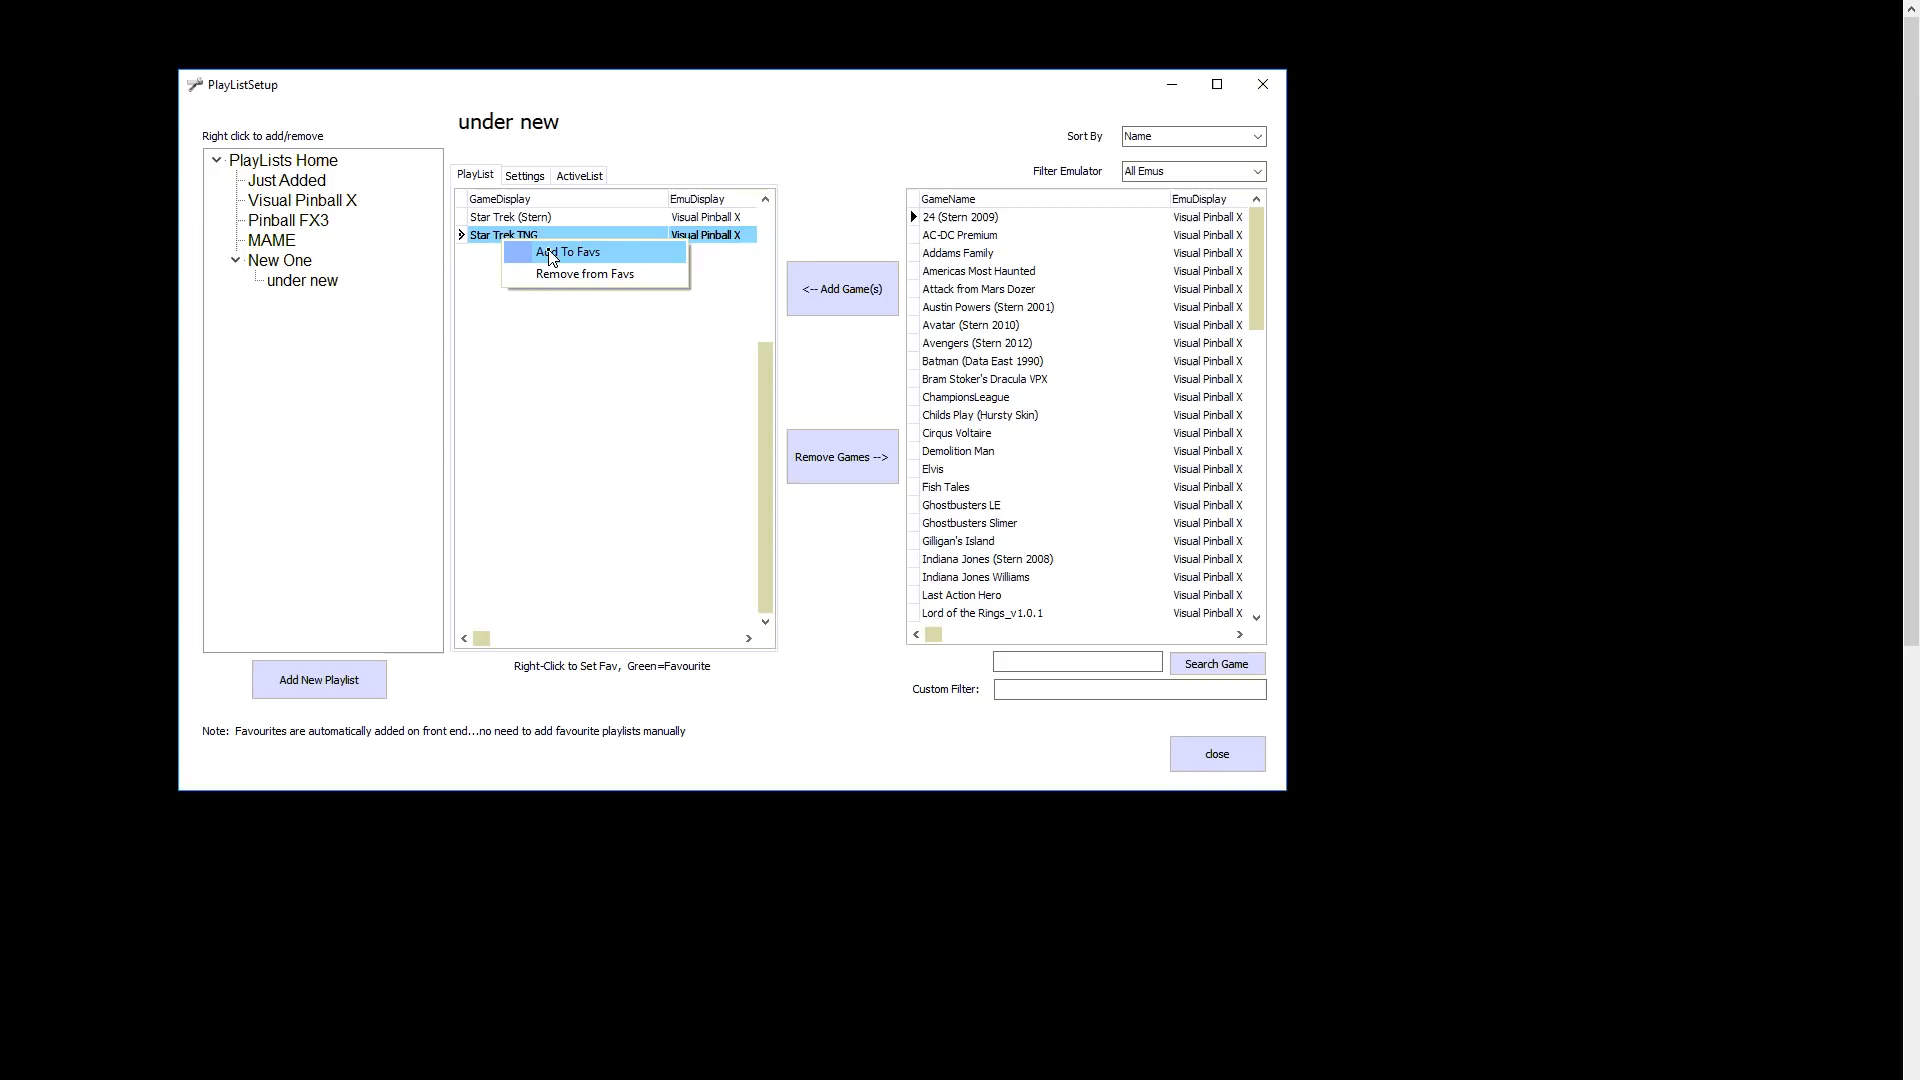 PlayListSetup
under new
Right click to add/remove
Sort By
Name
Filter Emulator
All Emus
PlayLists Home
Just Added
Visual Pinball X
Pinball FX3
MAME
New One
under new
PlayList
Settings
ActiveList
GameDisplay EmuDisplay
Star Trek (Stern) Visual Pinball X
Star Trek TNG Visual Pinball X
Add To Favs
Remove from Favs
<-- Add Game(s)
Remove Games -->
GameName EmuDisplay
24 (Stern 2009) Visual Pinball X
AC-DC Premium Visual Pinball X
Addams Family Visual Pinball X
Americas Most Haunted Visual Pinball X
Attack from Mars Dozer Visual Pinball X
Austin Powers (Stern 2001) Visual Pinball X
Avatar (Stern 2010) Visual Pinball X
Avengers (Stern 2012) Visual Pinball X
Batman (Data East 1990) Visual Pinball X
Bram Stoker's Dracula VPX Visual Pinball X
ChampionsLeague Visual Pinball X
Childs Play (Hursty Skin) Visual Pinball X
Cirqus Voltaire Visual Pinball X
Demolition Man Visual Pinball X
Elvis Visual Pinball X
Fish Tales Visual Pinball X
Ghostbusters LE Visual Pinball X
Ghostbusters Slimer Visual Pinball X
Gilligan's Island Visual Pinball X
Indiana Jones (Stern 2008) Visual Pinball X
Indiana Jones Williams Visual Pinball X
Last Action Hero Visual Pinball X
Lord of the Rings_v1.0.1 Visual Pinball X
Right-Click to Set Fav, Green=Favourite
Search Game
Custom Filter:
Add New Playlist
Note: Favourites are automatically added on front end...no need to add favourite playlists manually
close